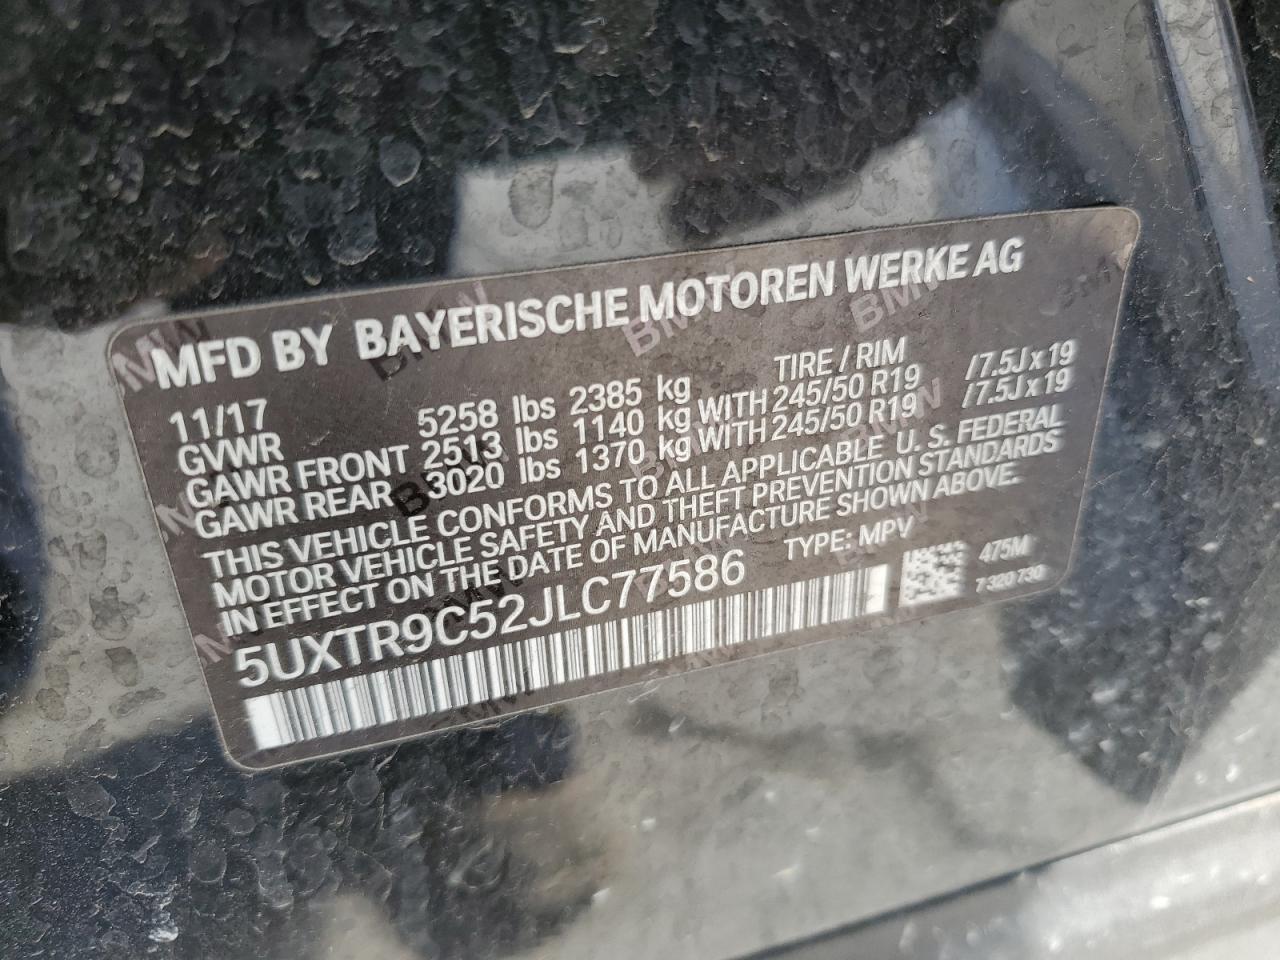 MFD BY BAYERISCHE MOTOREN WERKE AG
11/17 TIRE / RIM
GVWR 5258 lbs 2385 kg
GAWR FRONT 2513 lbs 1140 kg WITH 245/50 R19 /7.5J x 19
GAWR REAR 3020 lbs 1370 kg WITH 245/50 R19 /7.5J x 19
THIS VEHICLE CONFORMS TO ALL APPLICABLE U. S. FEDERAL
MOTOR VEHICLE SAFETY AND THEFT PREVENTION STANDARDS
IN EFFECT ON THE DATE OF MANUFACTURE SHOWN ABOVE.
5UXTR9C52JLC77586 TYPE: MPV
475M
7 320 730